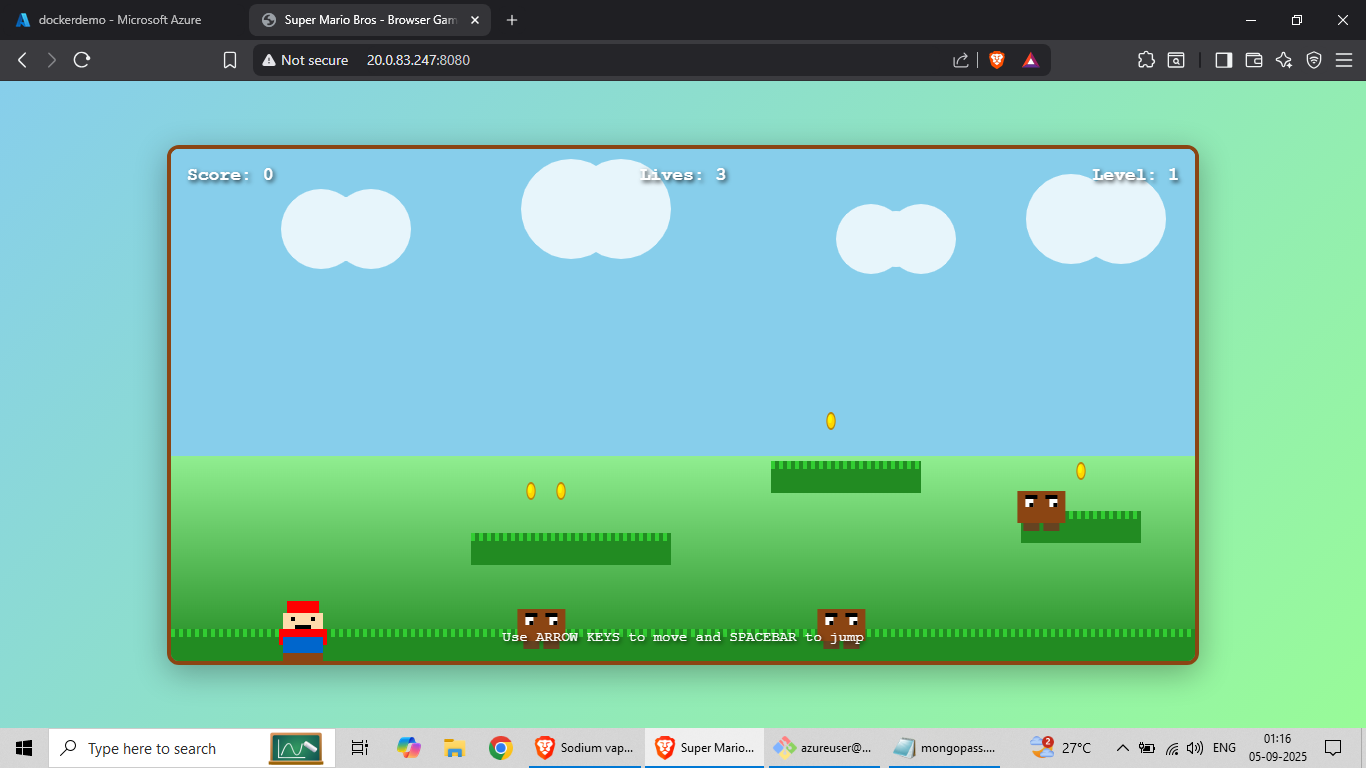 dockerdemo - Microsoft Azure
Super Mario Bros - Browser Gam
Not secure
20.0.83.247:8080
Score: 0
Lives: 3
Level: 1
Use ARROW KEYS to move and SPACEBAR to jump
Type here to search
Sodium vap...
Super Mario...
azureuser@...
mongopass....
2
27°C
ENG
01:16
05-09-2025